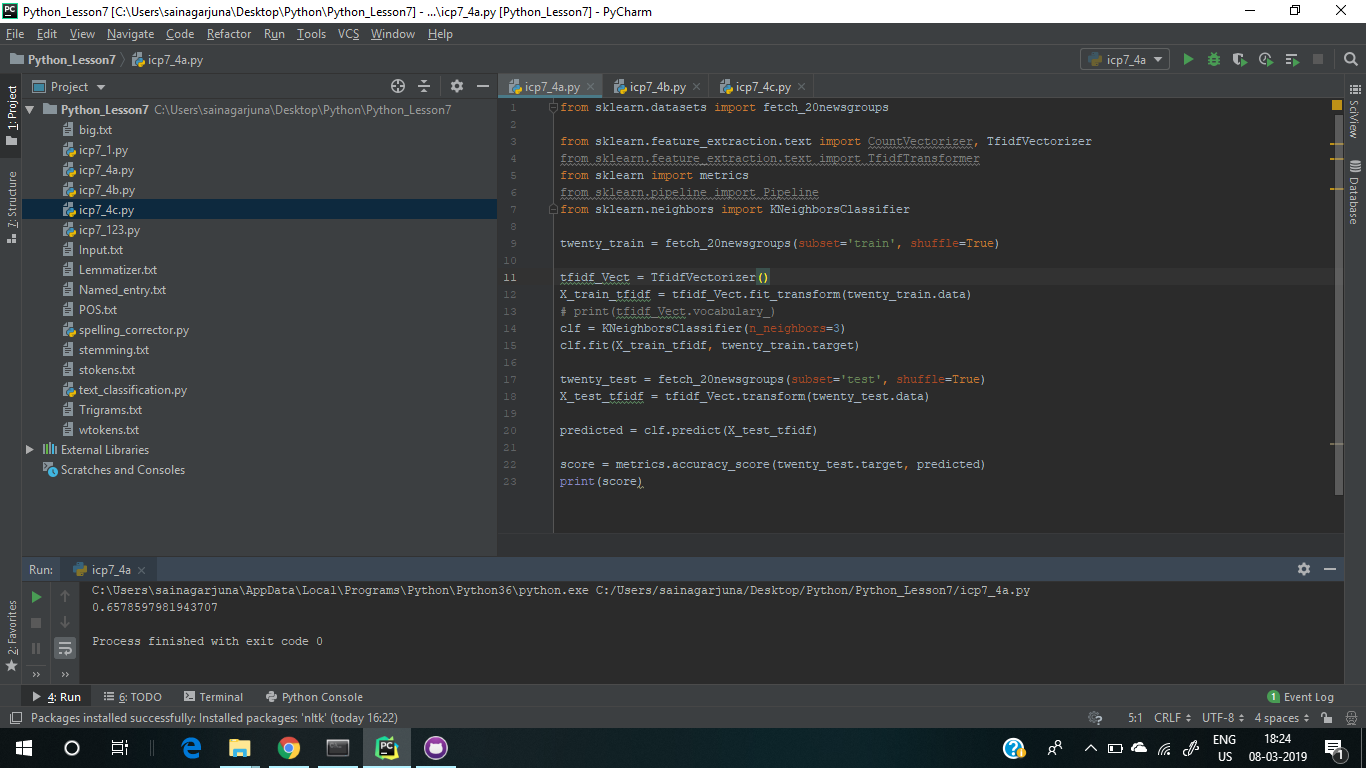 Python_Lesson7 [C:\Users\sainagarjuna\Desktop\Python\Python_Lesson7] - ...\icp7_4a.py [Python_Lesson7] - PyCharm
File Edit View Navigate Code Refactor Run Tools VCS Window Help
Python_Lesson7 icp7_4a.py
icp7_4a
Project
icp7_4a.py icp7_4b.py icp7_4c.py
1: Project
7: Structure
2: Favorites
Python_Lesson7 C:\Users\sainagarjuna\Desktop\Python\Python_Lesson7
big.txt
icp7_1.py
icp7_4a.py
icp7_4b.py
icp7_4c.py
icp7_123.py
Input.txt
Lemmatizer.txt
Named_entry.txt
POS.txt
spelling_corrector.py
stemming.txt
stokens.txt
text_classification.py
Trigrams.txt
wtokens.txt
External Libraries
Scratches and Consoles
1 from sklearn.datasets import fetch_20newsgroups
2
3 from sklearn.feature_extraction.text import CountVectorizer, TfidfVectorizer
4 from sklearn.feature_extraction.text import TfidfTransformer
5 from sklearn import metrics
6 from sklearn.pipeline import Pipeline
7 from sklearn.neighbors import KNeighborsClassifier
8
9 twenty_train = fetch_20newsgroups(subset='train', shuffle=True)
10
11 tfidf_Vect = TfidfVectorizer()
12 X_train_tfidf = tfidf_Vect.fit_transform(twenty_train.data)
13 # print(tfidf_Vect.vocabulary_)
14 clf = KNeighborsClassifier(n_neighbors=3)
15 clf.fit(X_train_tfidf, twenty_train.target)
16
17 twenty_test = fetch_20newsgroups(subset='test', shuffle=True)
18 X_test_tfidf = tfidf_Vect.transform(twenty_test.data)
19
20 predicted = clf.predict(X_test_tfidf)
21
22 score = metrics.accuracy_score(twenty_test.target, predicted)
23 print(score)
SciView
Database
Run: icp7_4a
C:\Users\sainagarjuna\AppData\Local\Programs\Python\Python36\python.exe C:/Users/sainagarjuna/Desktop/Python/Python_Lesson7/icp7_4a.py
0.6578597981943707
Process finished with exit code 0
4: Run 6: TODO Terminal Python Console 1 Event Log
Packages installed successfully: Installed packages: 'nltk' (today 16:22) 5:1 CRLF UTF-8 4 spaces
ENG
US
18:24
08-03-2019
1